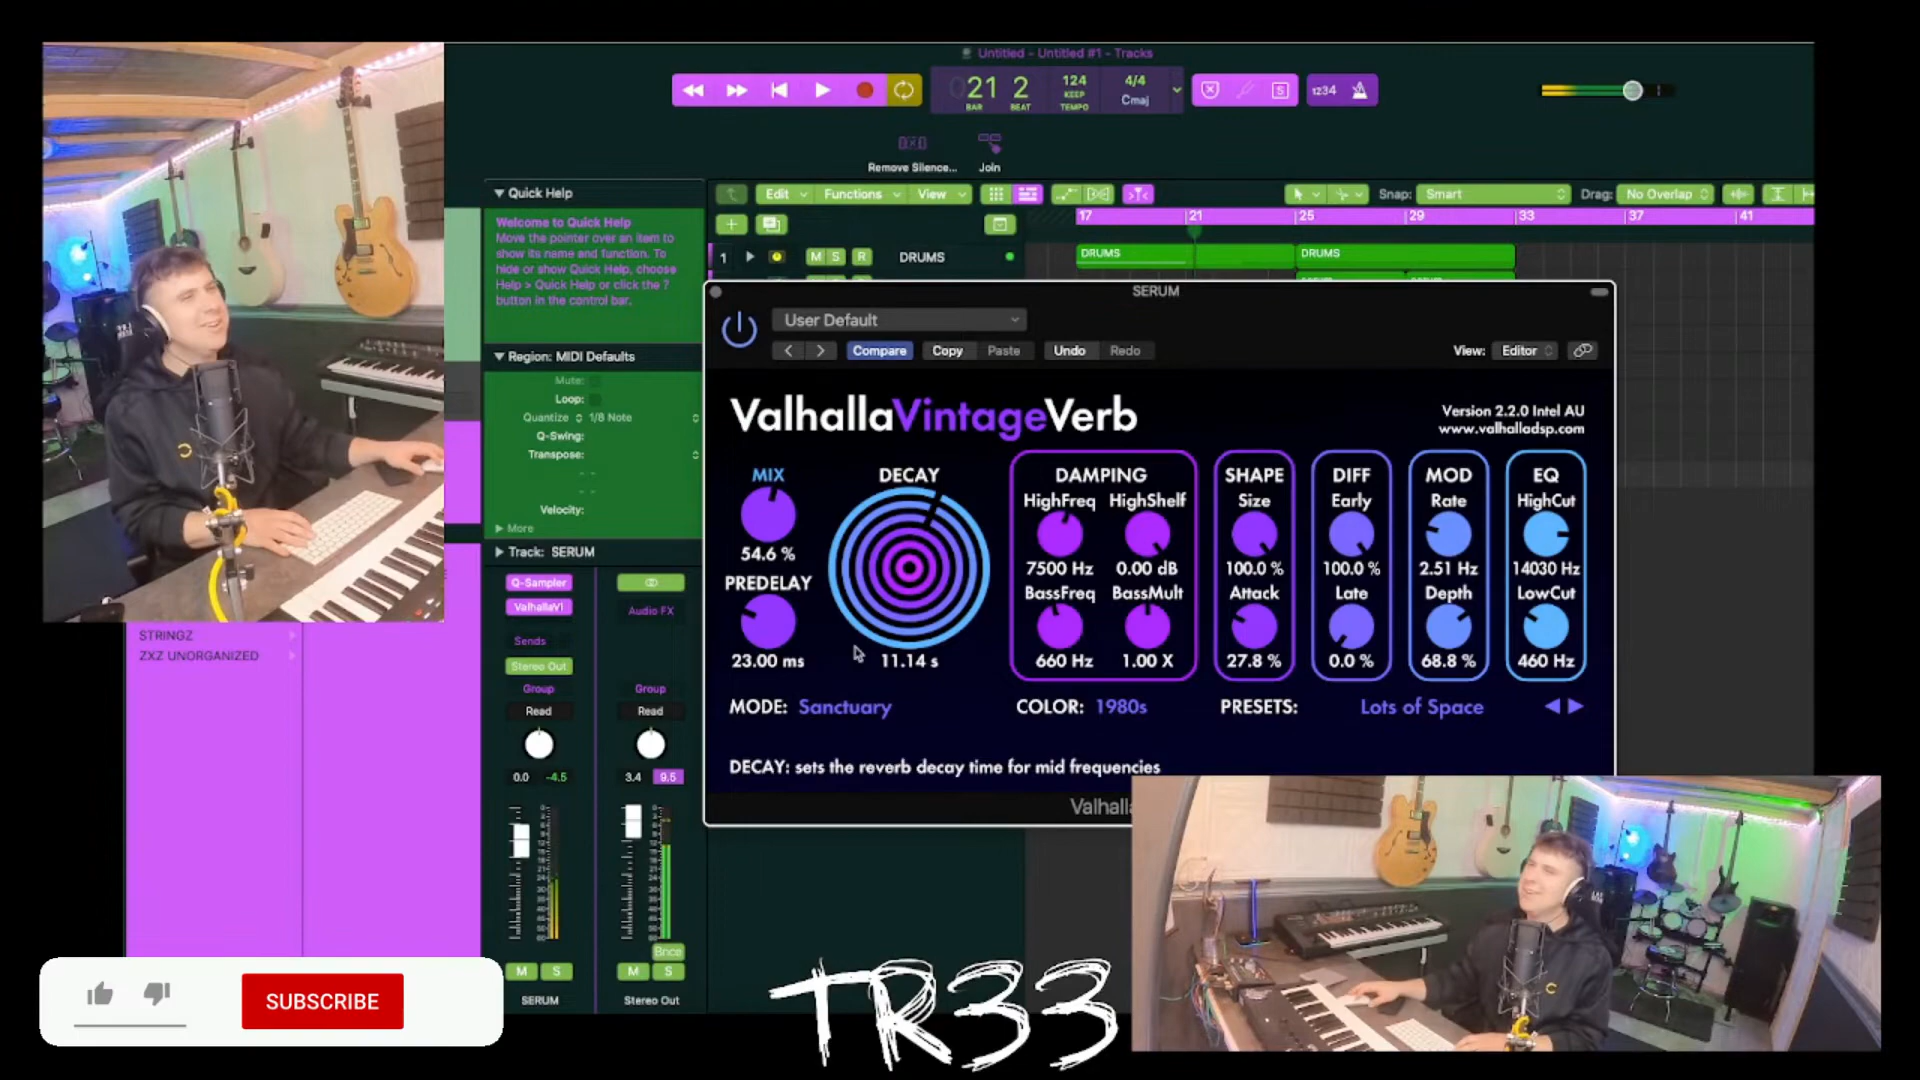 Untitled - Untitled #1 - Tracks
21 2 124 4/4
BAR BEAT KEEP TEMPO Cmaj
S 1234
Remove Silence... Join
Quick Help
Edit Functions View Snap: Smart Drag: No Overlap
17 21 25 29 33 37 41
Welcome to Quick Help
Move the pointer over an item to
show its name and function. To
hide or show Quick Help, choose
Help > Quick Help or click the ?
button in the control bar.
1 M S R DRUMS DRUMS DRUMS
SERUM
User Default
Compare Copy Paste Undo Redo View: Editor
Region: MIDI Defaults
Mute:
Loop:
Quantize 1/8 Note
Q-Swing:
Transpose:
Velocity:
More
Track: SERUM
ValhallaVintageVerb
Version 2.2.0 Intel AU
www.valhalladsp.com
MIX DECAY DAMPING SHAPE DIFF MOD EQ
HighFreq HighShelf Size Early Rate HighCut
54.6 % 7500 Hz 0.00 dB 100.0 % 100.0 % 2.51 Hz 14030 Hz
PREDELAY BassFreq BassMult Attack Late Depth LowCut
23.00 ms 11.14 s 660 Hz 1.00 X 27.8 % 0.0 % 68.8 % 460 Hz
MODE: Sanctuary COLOR: 1980s PRESETS: Lots of Space
DECAY: sets the reverb decay time for mid frequencies
Valhalla
STRINGZ
ZXZ UNORGANIZED
Q-Sampler
ValhallaVi Audio FX
Sends
Stereo Out
Group Group
Read Read
0.0 -4.5 3.4 9.5
Bnce
M S M S
SERUM Stereo Out
SUBSCRIBE
TR33